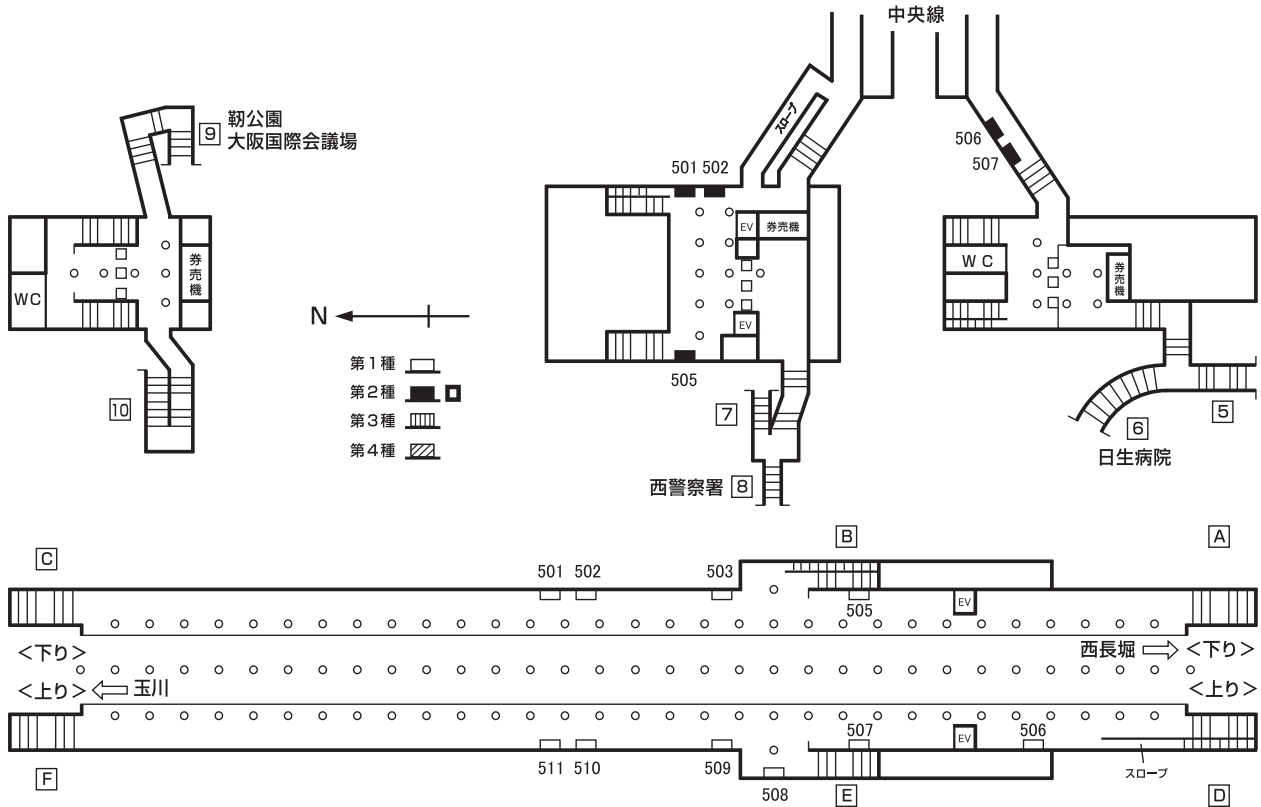 中央線
9
靭公園
大阪国際会議場
スロープ
506
507
501 502
EV
券売機
券売機
WC
WC
券売機
N
EV
第1種
第2種
第3種
第4種
505
10
7
5
6
日生病院
西警察署 8
B
A
C
501 502
503
505
EV
<下り>
西長堀
<下り>
<上り>
玉川
<上り>
507
506
EV
511 510
509
スロープ
F
508
E
D